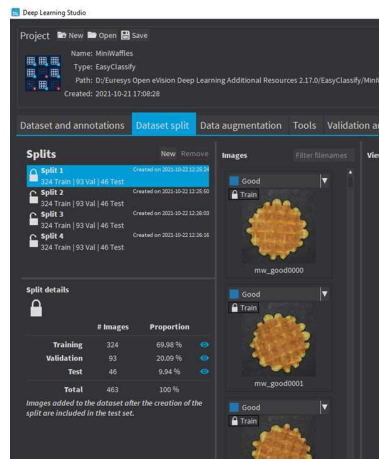 Deep Learning Studio
Project New Open Save
Name: MiniWaffles
Type: EasyClassify
Path: D:/Euresys Open eVision Deep Learning Additional Resources 2.17.0/EasyClassify/Mini
Created: 2021-10-21 17:08:28
Dataset and annotations Dataset split Data augmentation Tools Validation an
Splits New Remove
Split 1 Created on 2021-10-22 12:25:24
324 Train | 93 Val | 46 Test
Split 2 Created on 2021-10-22 12:25:50
324 Train | 93 Val | 46 Test
Split 3 Created on 2021-10-22 12:26:03
324 Train | 93 Val | 46 Test
Split 4 Created on 2021-10-22 12:26:16
324 Train | 93 Val | 46 Test
Split details
# Images Proportion
Training 324 69.98 %
Validation 93 20.09 %
Test 46 9.94 %
Total 463 100 %
Images added to the dataset after the creation of the
split are included in the test set.
Images Filter filenames
Good
Train
mw_good0000
Good
Train
mw_good0001
Good
Train
View